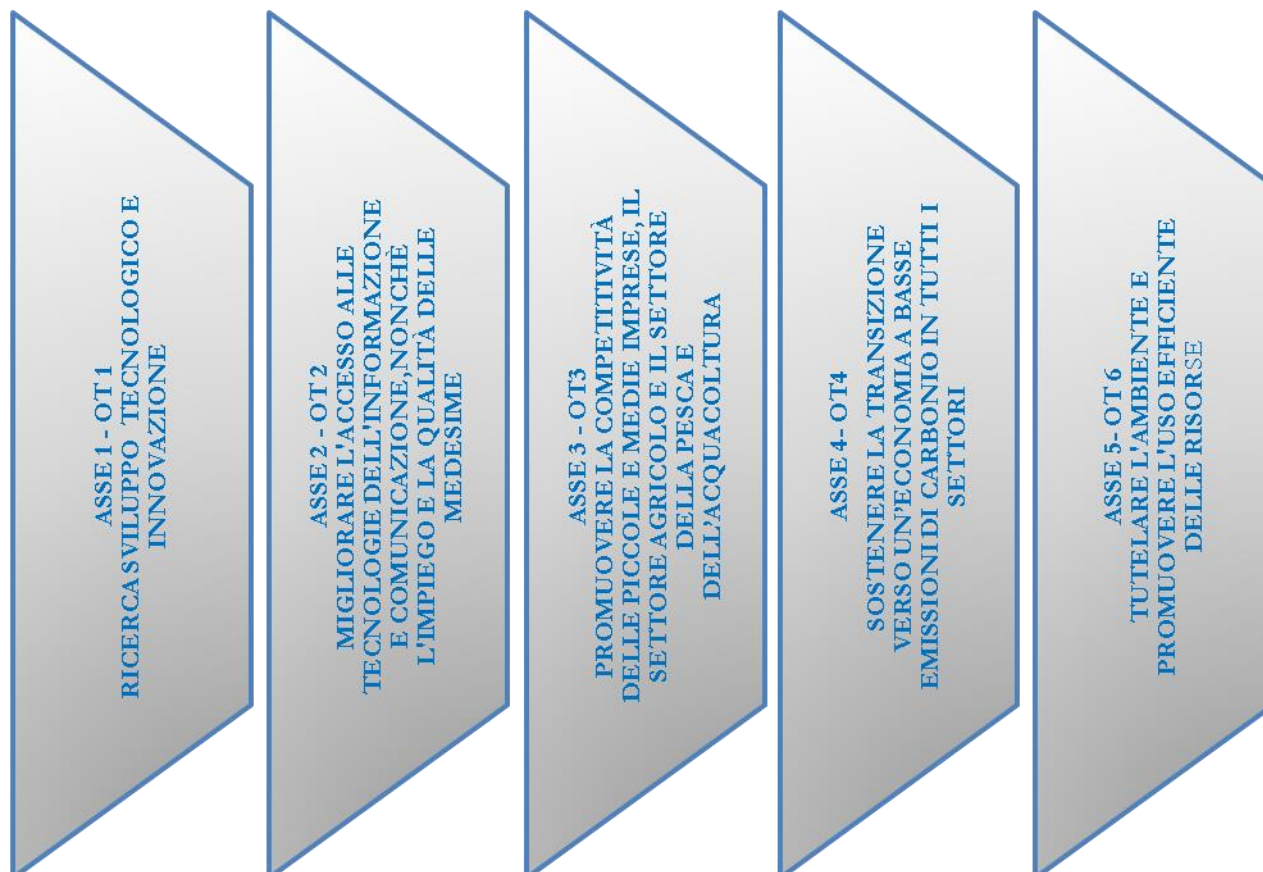 ASSE 1 - OT 1
RICERCA SVILUPPO TECNOLOGICO E
INNOVAZIONE
ASSE 2 - OT 2
MIGLIORARE L'ACCESSO ALLE
TECNOLOGIE DELL'INFORMAZIONE
E COMUNICAZIONE, NONCHÈ
L'IMPIEGO E LA QUALITÀ DELLE
MEDESIME
ASSE 3 - OT3
PROMUOVERE LA COMPETITIVITÀ
DELLE PICCOLE E MEDIE IMPRESE, IL
SETTORE AGRICOLO E IL SETTORE
DELLA PESCA E
DELL'ACQUACOLTURA
ASSE 4- OT4
SOSTENERE LA TRANSIZIONE
VERSO UN'ECONOMIA A BASSE
EMISSIONI DI CARBONIO IN TUTTI I
SETTORI
ASSE 5- OT 6
TUTELARE L'AMBIENTE E
PROMUOVERE L'USO EFFICIENTE
DELLE RISORSE